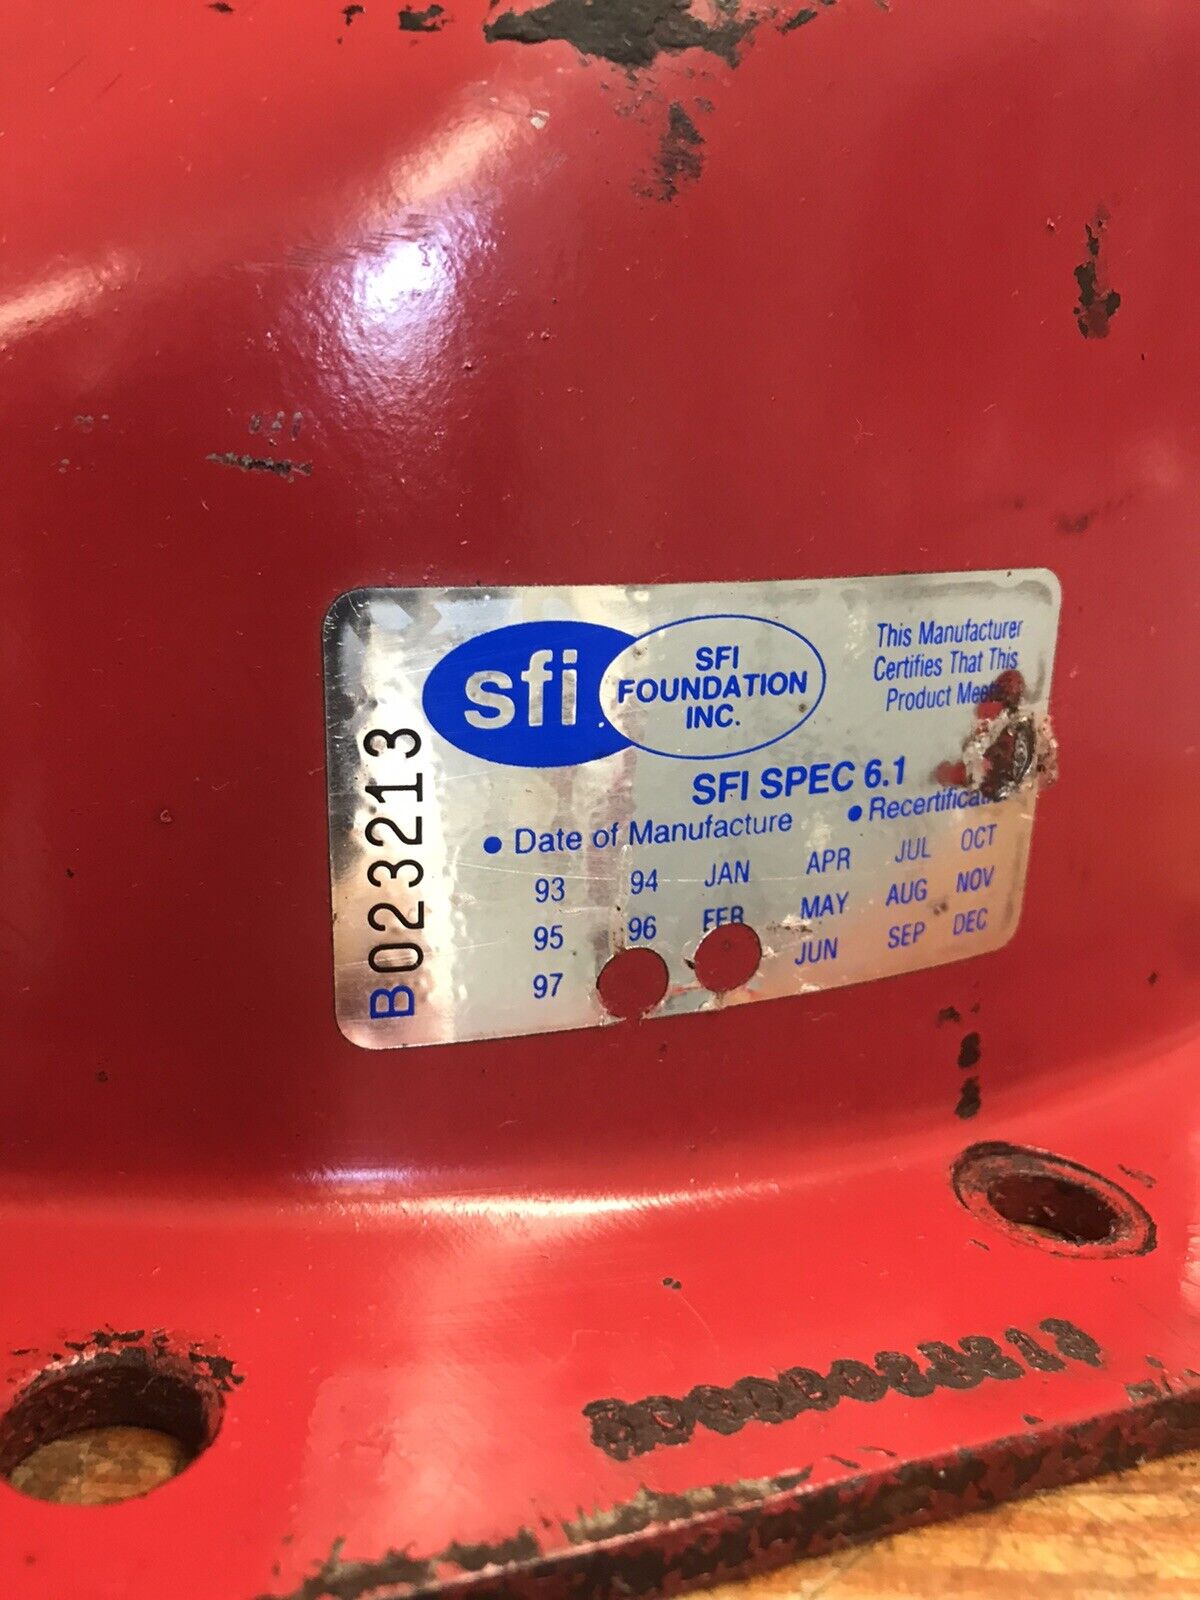 sfi
SFI
FOUNDATION
INC.
This Manufacturer
Certifies That This
Product Meets
SFI SPEC 6.1
• Date of Manufacture • Recertification
93 94 JAN APR JUL OCT
95 96 FEB MAY AUG NOV
97 JUN SEP DEC
B023213